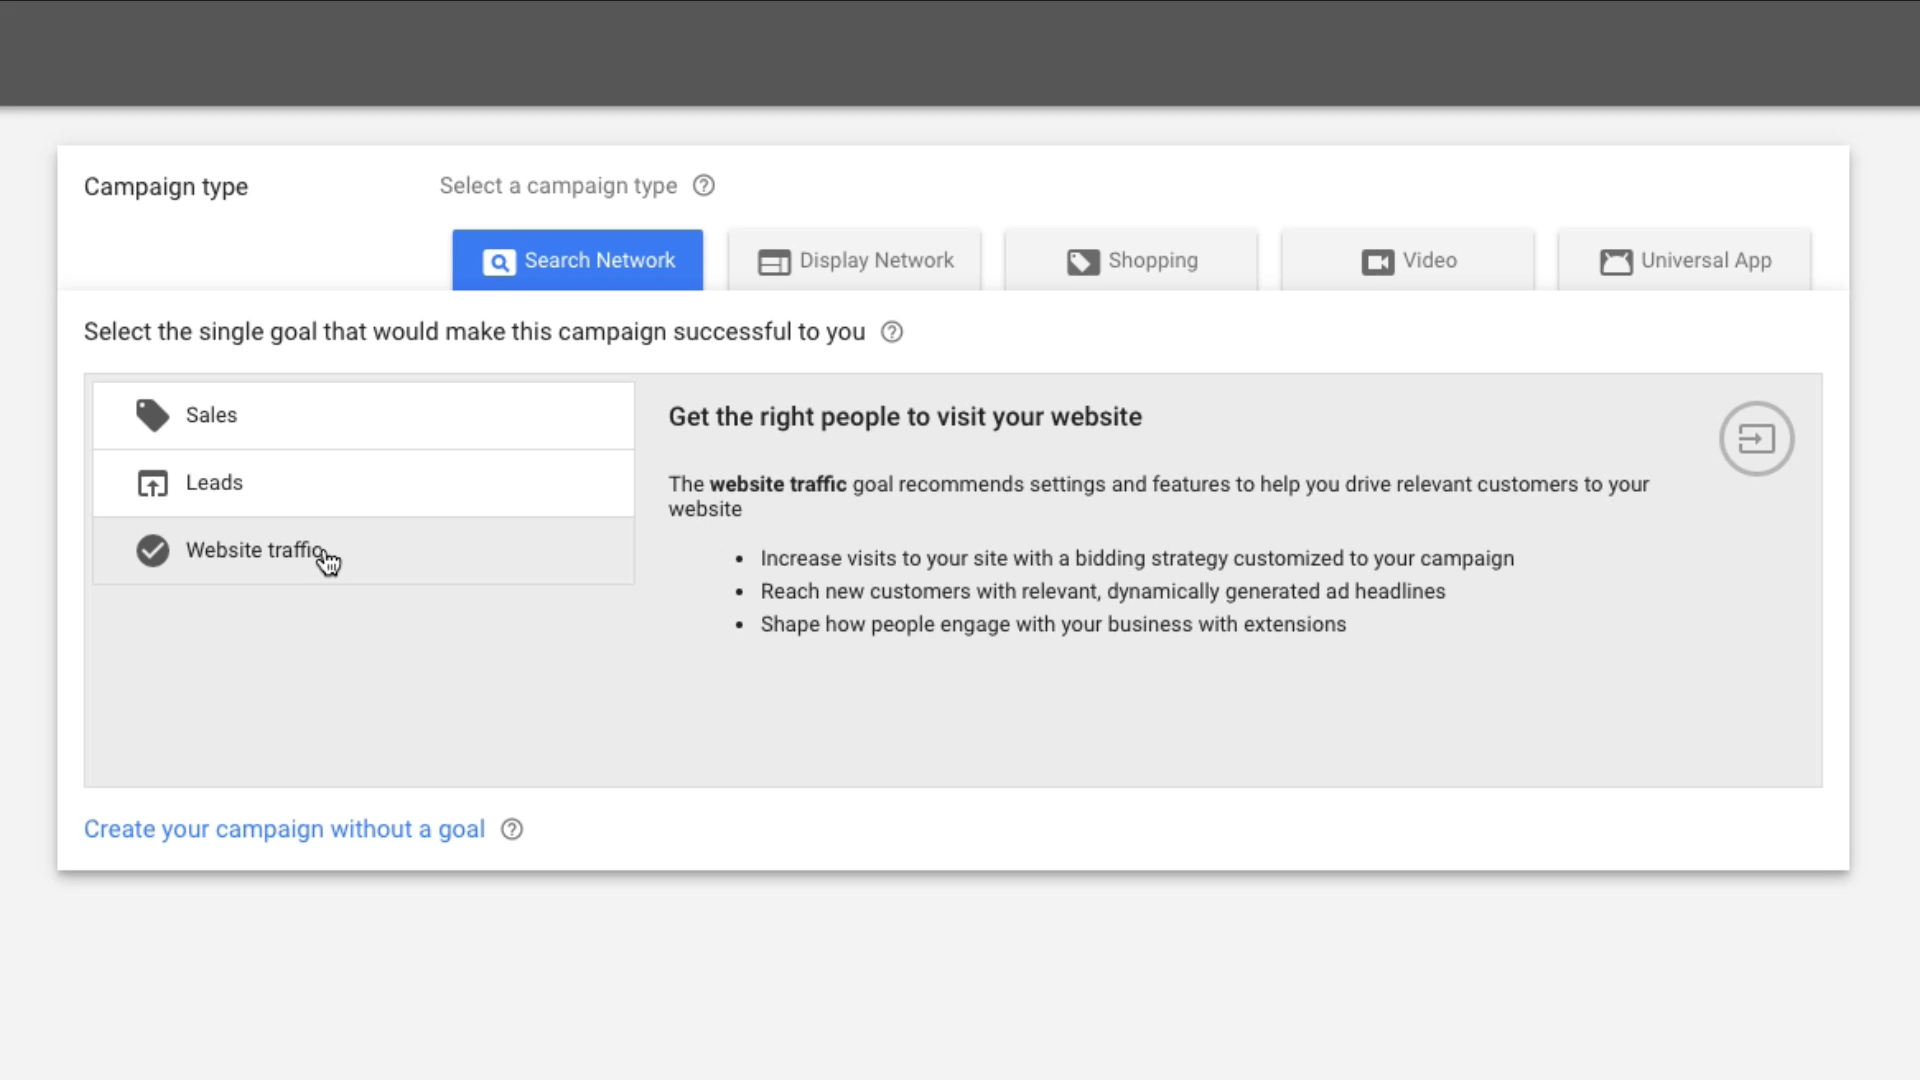 Campaign type
Select a campaign type
Search Network
Display Network
Shopping
Video
Universal App
Select the single goal that would make this campaign successful to you
Sales
Leads
Website traffic
Get the right people to visit your website
The website traffic goal recommends settings and features to help you drive relevant customers to your
website
• Increase visits to your site with a bidding strategy customized to your campaign
• Reach new customers with relevant, dynamically generated ad headlines
• Shape how people engage with your business with extensions
Create your campaign without a goal